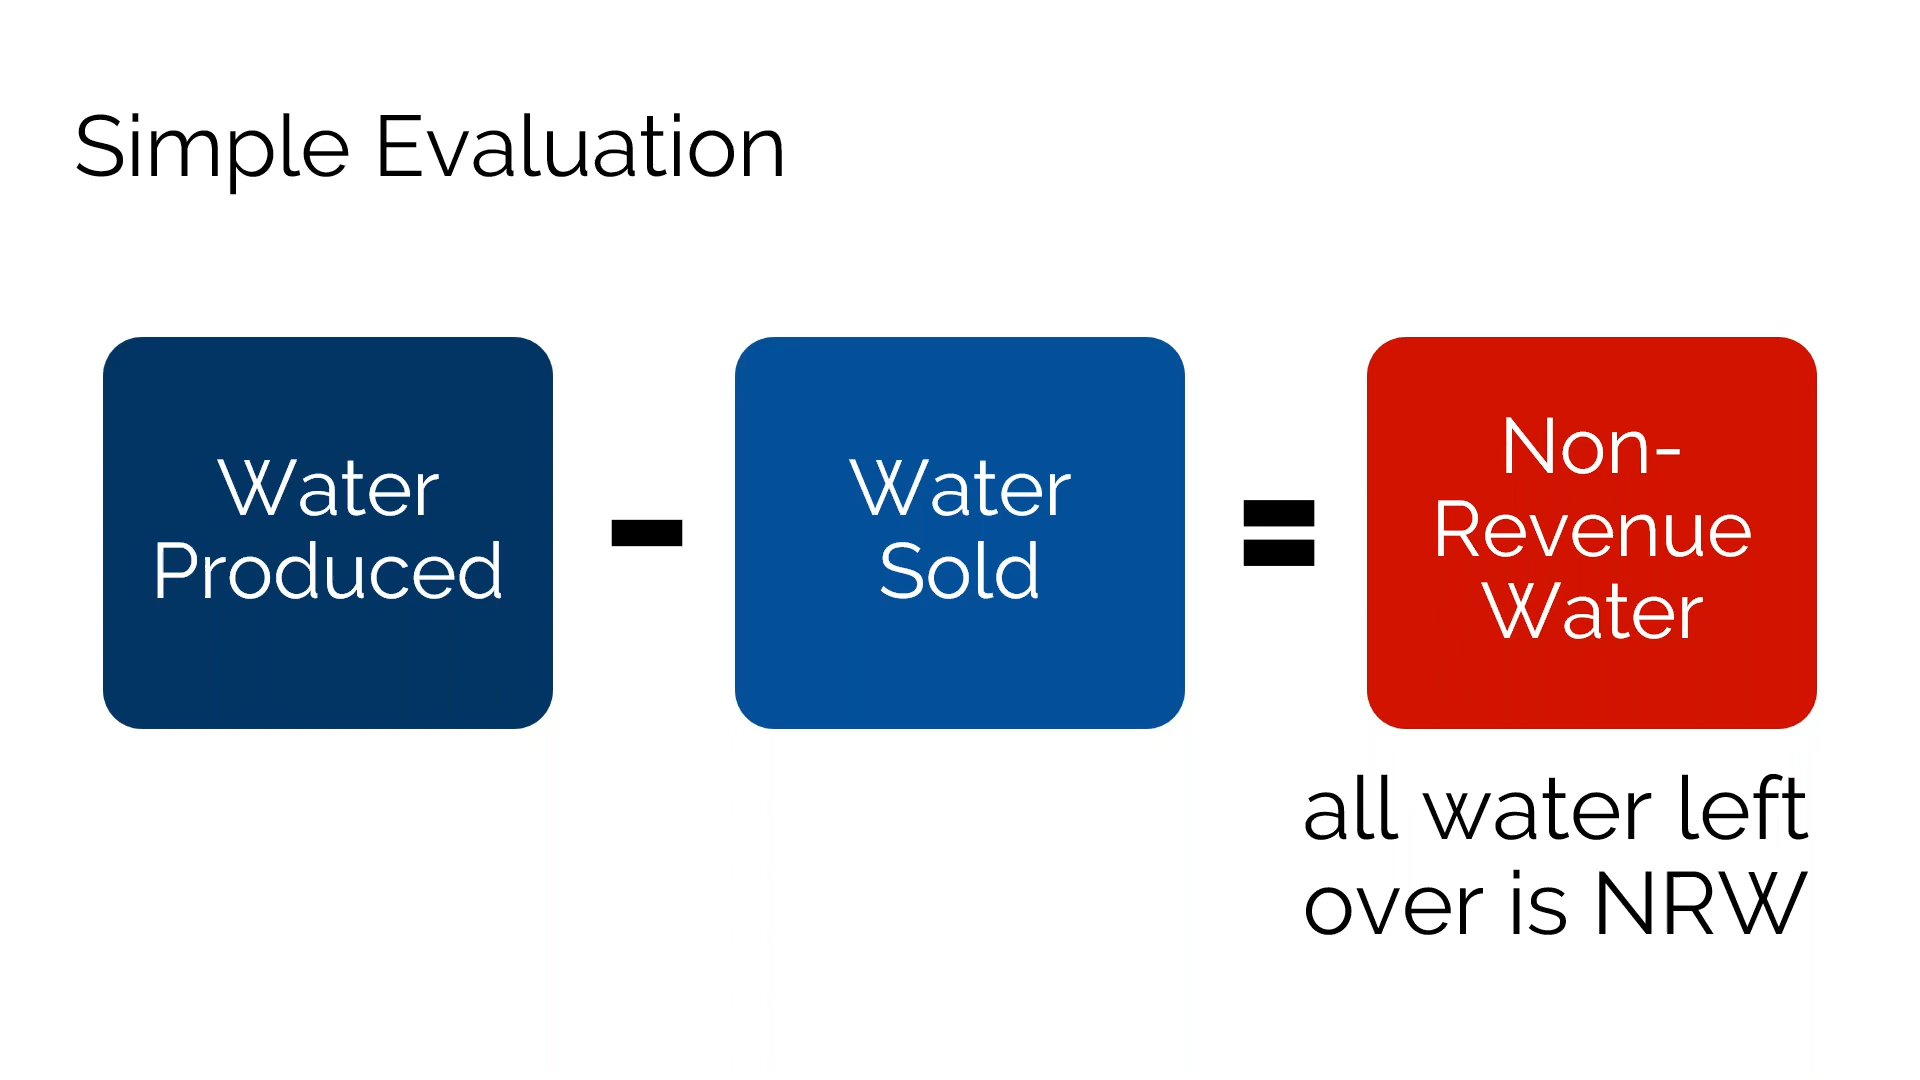 Simple Evaluation
Water
Produced
-
Water
Sold
=
Non-
Revenue
Water
all water left
over is NRW